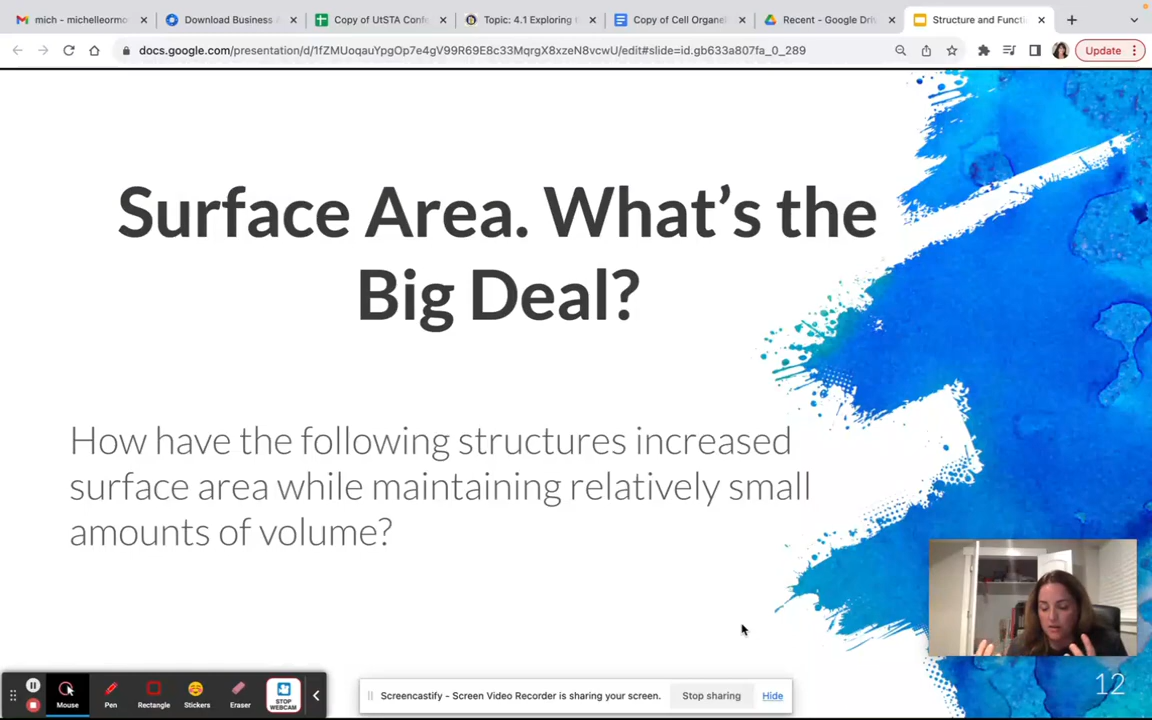 mich - michelleormo
Download Business A
Copy of UtSTA Confe
Topic: 4.1 Exploring t
Copy of Cell Organel
Recent - Google Driv
Structure and Functi
docs.google.com/presentation/d/1fZMUoqauYpgOp7e4gV99R69E8c33MqrgX8xzeN8vcwU/edit#slide=id.gb633a807fa_0_289
Update
Surface Area. What's the
Big Deal?
How have the following structures increased
surface area while maintaining relatively small
amounts of volume?
Mouse
Pen
Rectangle
Stickers
Eraser
STOP
WEBCAM
Screencastify - Screen Video Recorder is sharing your screen.
Stop sharing
Hide
12